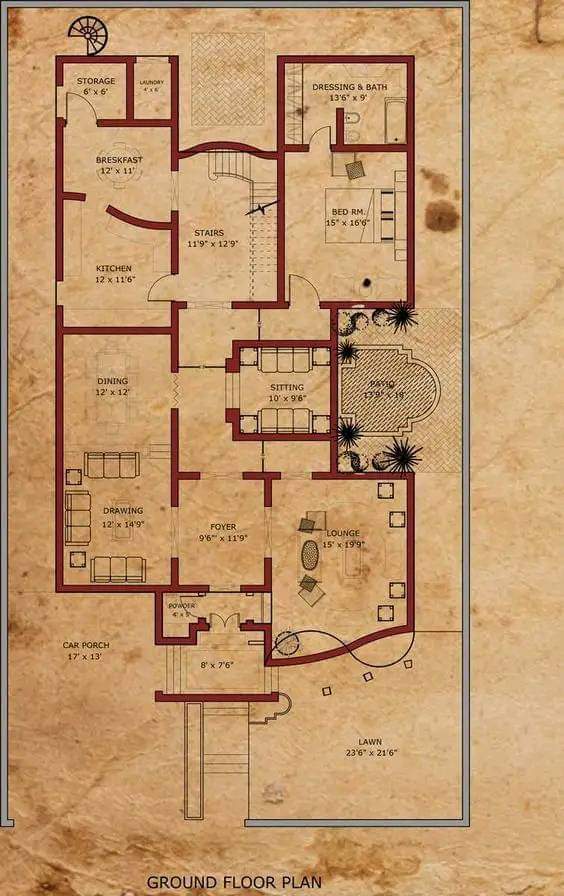 STORAGE
6' x 6'
LAUNDRY
4' x 6'
DRESSING & BATH
13'6" x 9'
BREKFAST
12' x 11'
BED RM.
15" x 16'6"
STAIRS
11'9" x 12'9"
KITCHEN
12 x 11'6"
DINING
12' x 12'
SITTING
10' x 9'6"
PATIO
13'9" x 18'
DRAWING
12' x 14'9"
FOYER
9'6"' x 11'9"
LOUNGE
15' x 19'9"
POWDER
4' x 5'
CAR PORCH
17' x 13'
8' x 7'6"
LAWN
23'6" x 21'6"
GROUND FLOOR PLAN